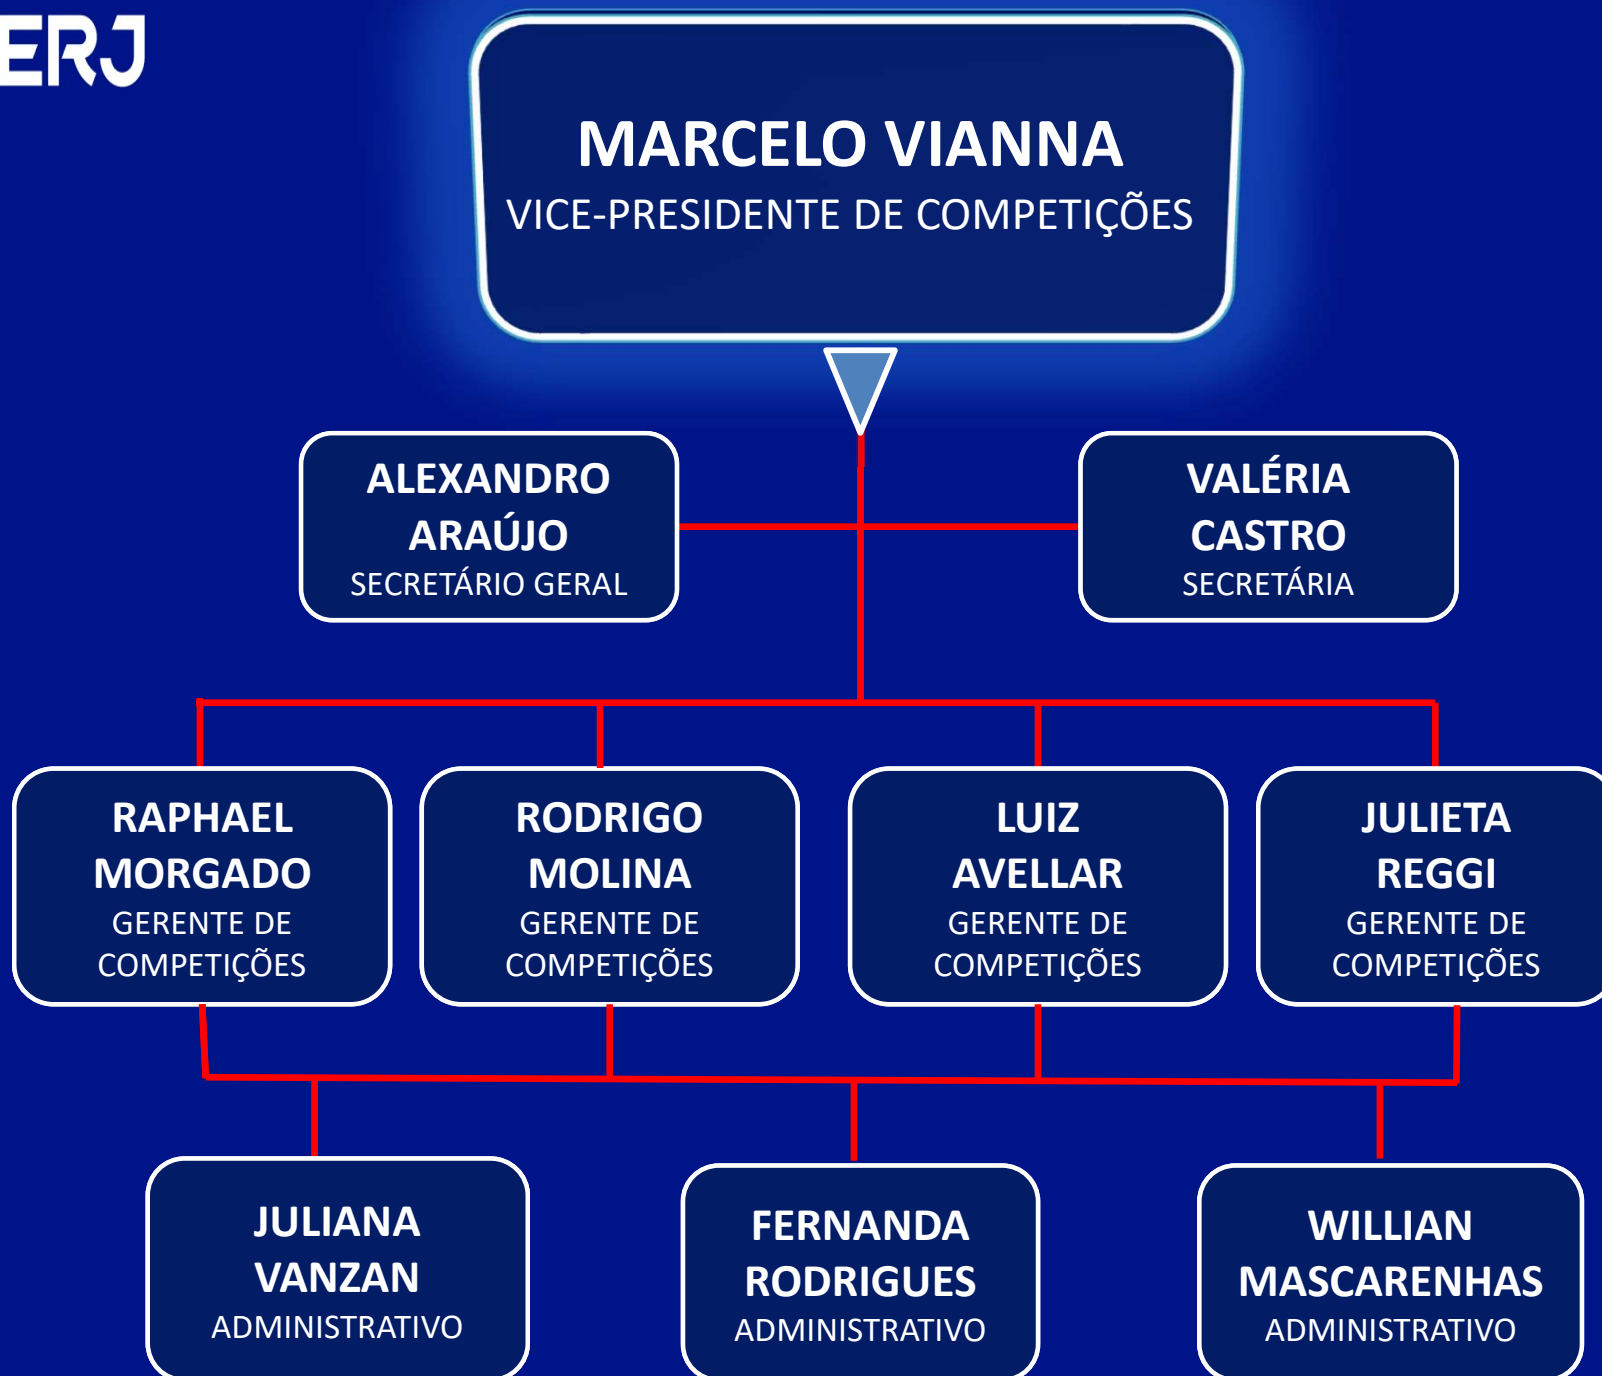 ERJ
MARCELO VIANNA
VICE-PRESIDENTE DE COMPETIÇÕES
ALEXANDRO
ARAÚJO
SECRETÁRIO GERAL
VALÉRIA
CASTRO
SECRETÁRIA
RAPHAEL
MORGADO
GERENTE DE
COMPETIÇÕES
RODRIGO
MOLINA
GERENTE DE
COMPETIÇÕES
LUIZ
AVELLAR
GERENTE DE
COMPETIÇÕES
JULIETA
REGGI
GERENTE DE
COMPETIÇÕES
JULIANA
VANZAN
ADMINISTRATIVO
FERNANDA
RODRIGUES
ADMINISTRATIVO
WILLIAN
MASCARENHAS
ADMINISTRATIVO